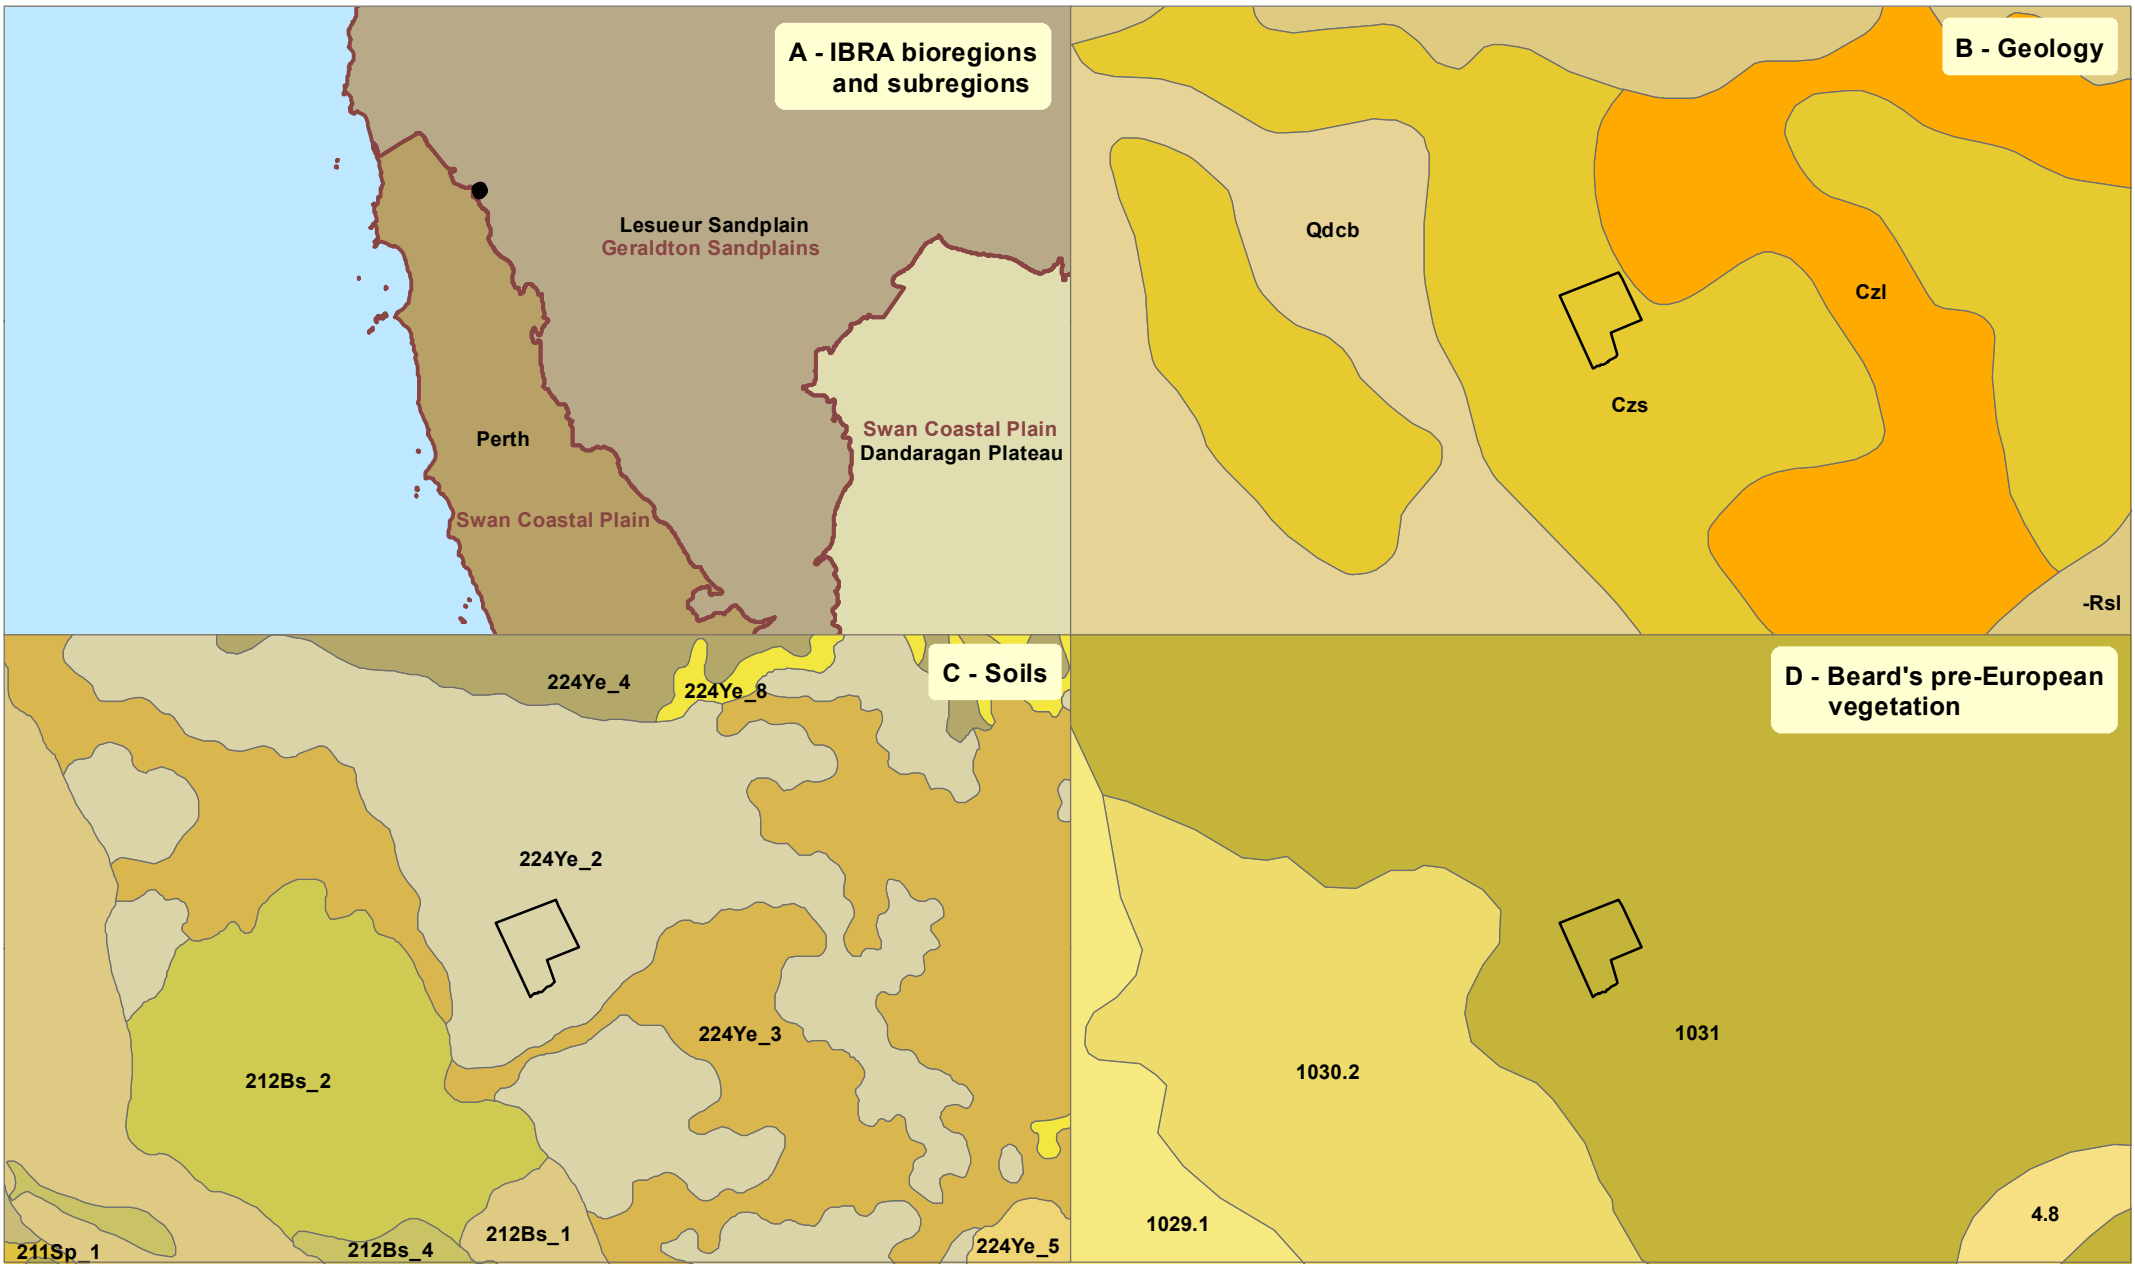 A - IBRA bioregions
and subregions
Lesueur Sandplain
Geraldton Sandplains
Perth
Swan Coastal Plain
Dandaragan Plateau
Swan Coastal Plain
B - Geology
Qdcb
Czl
Czs
-Rsl
C - Soils
224Ye_4
224Ye_8
224Ye_2
224Ye_3
212Bs_2
212Bs_1
212Bs_4
211Sp_1
224Ye_5
D - Beard's pre-European
vegetation
1031
1030.2
1029.1
4.8